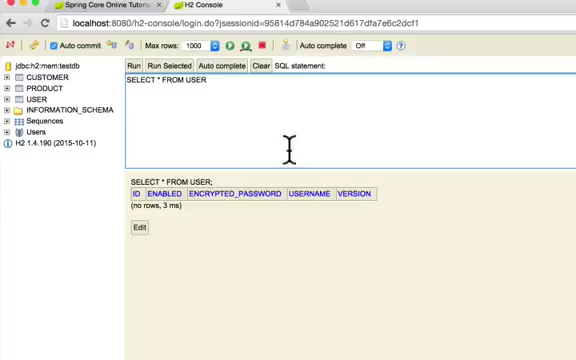 Spring Core Online Tutoria
H2 Console
localhost:8080/h2-console/login.do?jsessionid=95814d784a902521d617dfa7e6c2dcf1
Auto commit
Max rows:
1000
Auto complete
Off
jdbc:h2:mem:testdb
CUSTOMER
PRODUCT
USER
INFORMATION_SCHEMA
Sequences
Users
H2 1.4.190 (2015-10-11)
Run
Run Selected
Auto complete
Clear
SQL statement:
SELECT * FROM USER
SELECT * FROM USER;
ID ENABLED ENCRYPTED_PASSWORD USERNAME VERSION
(no rows, 3 ms)
Edit